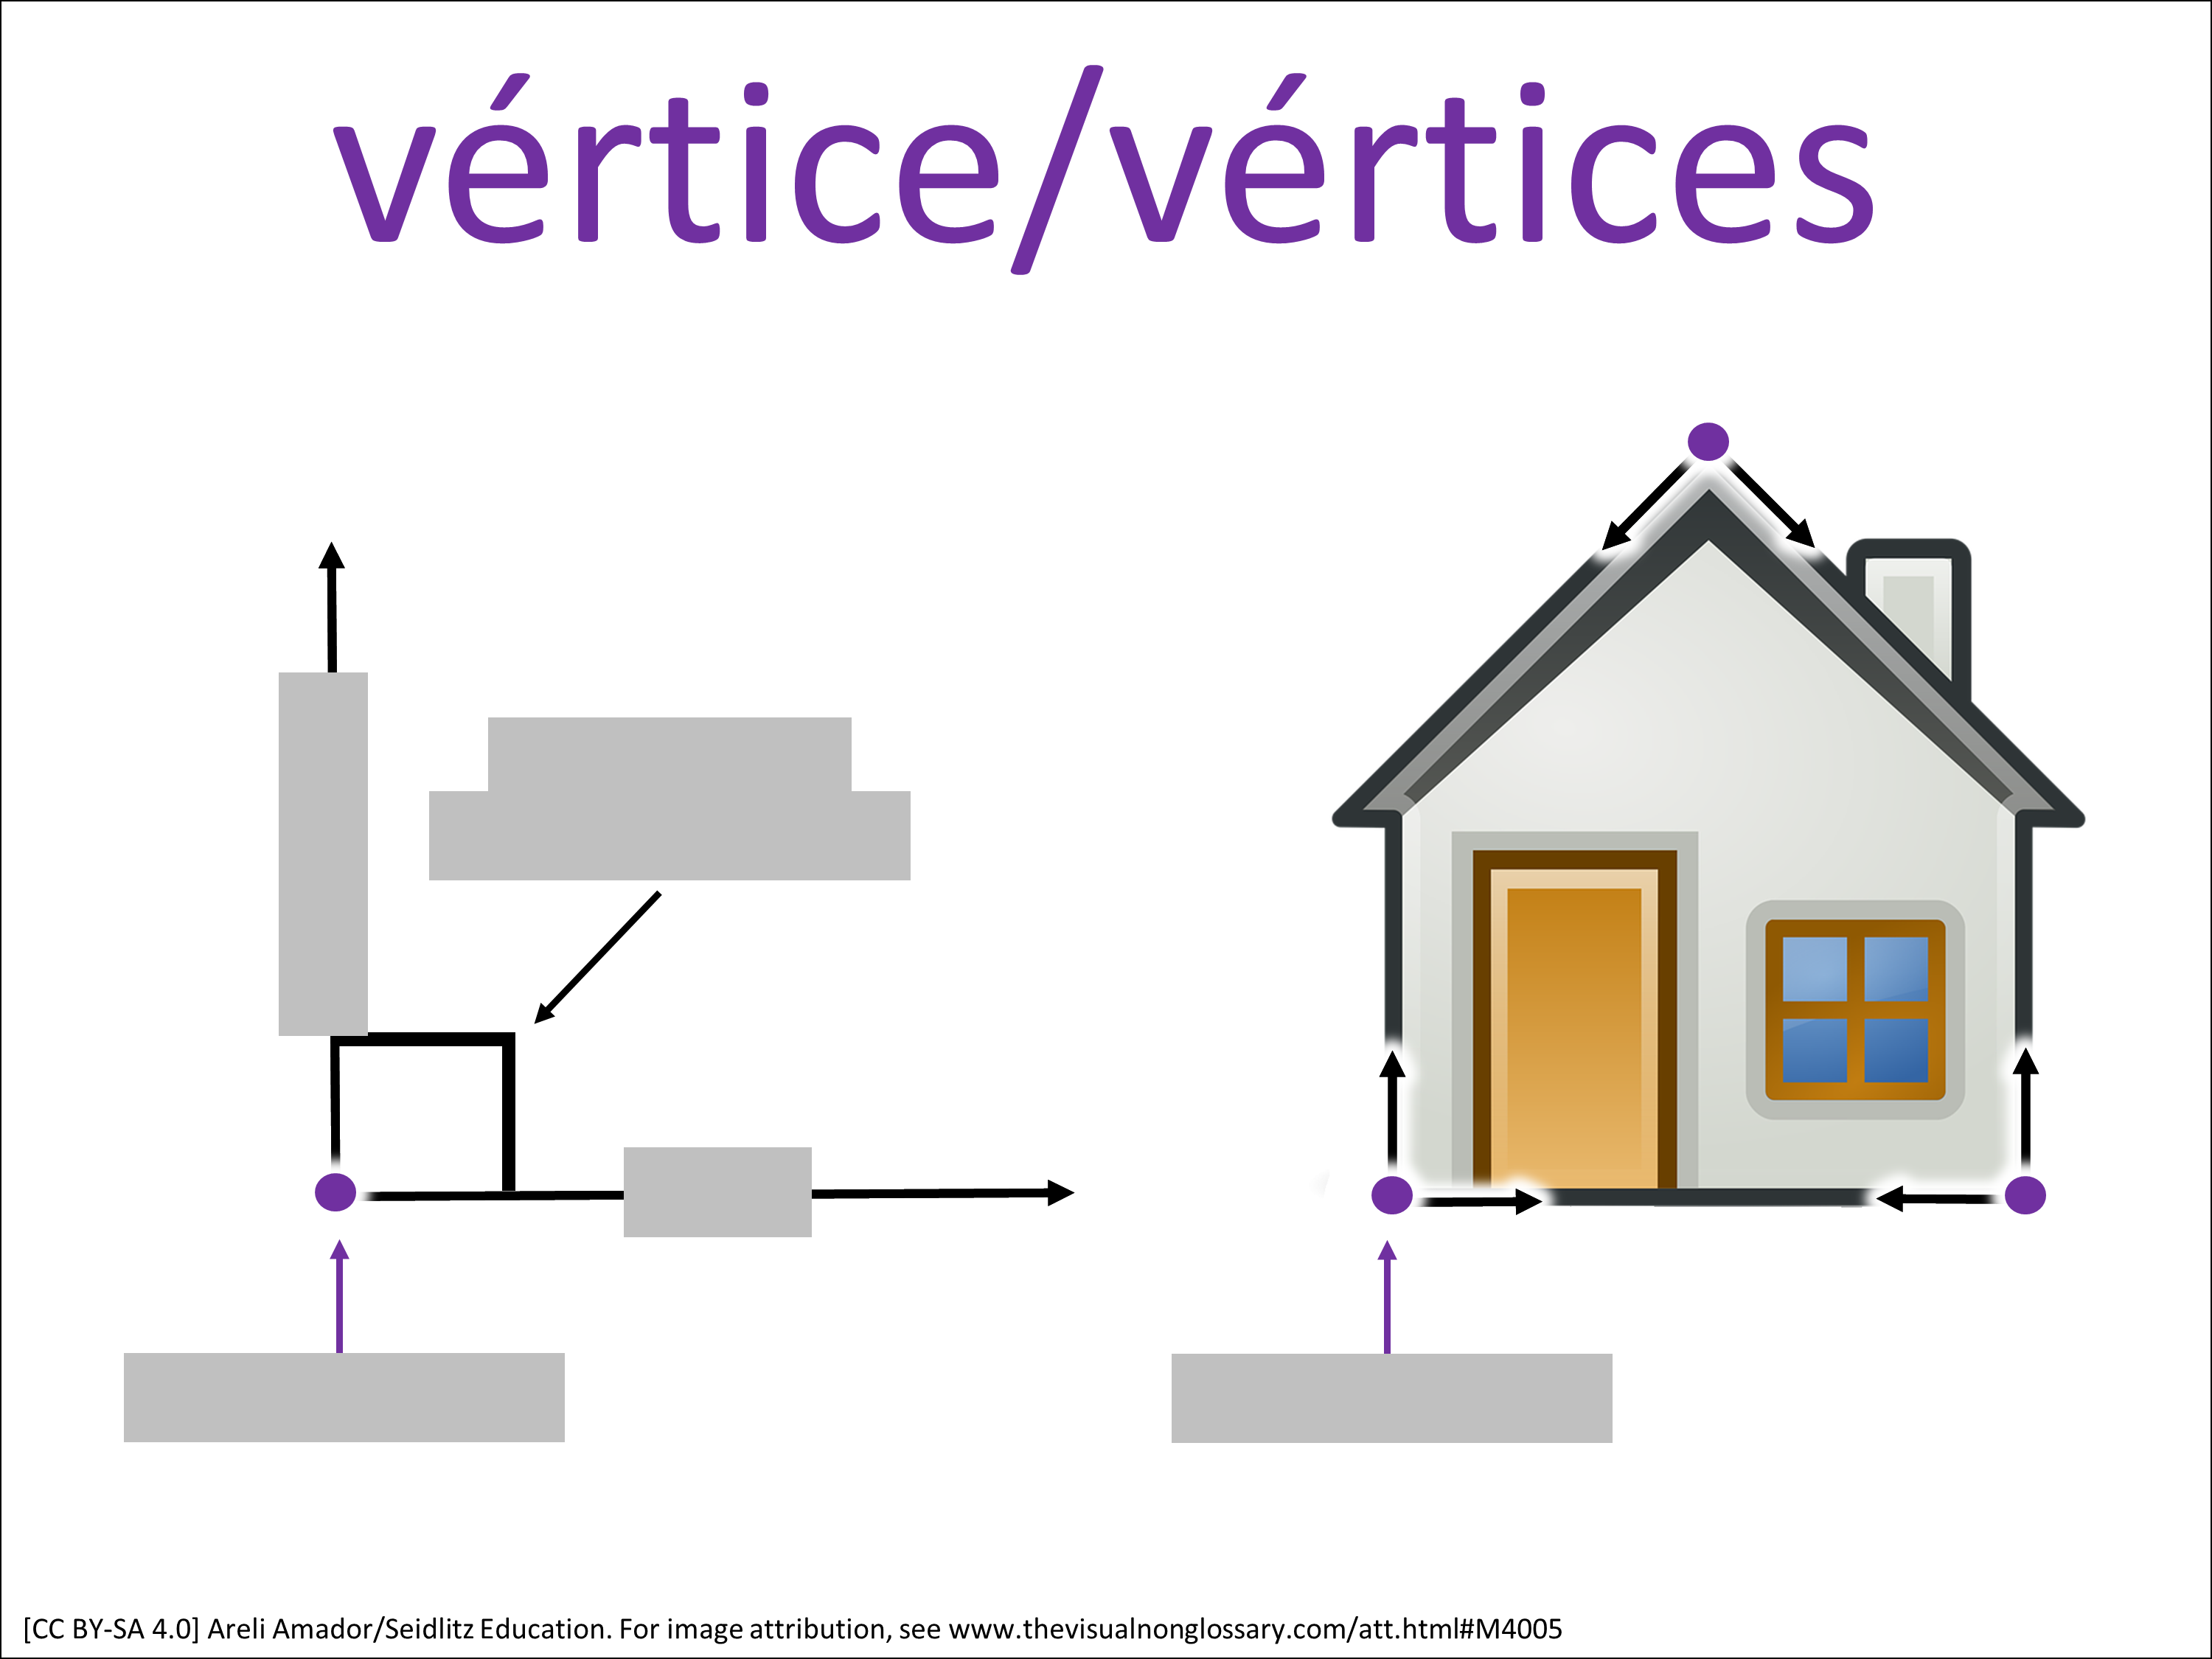 vértice/vértices
[CC BY-SA 4.0] Areli Amador/Seidlitz Education. For image attribution, see www.thevisualnonglossary.com/att.html#M4005